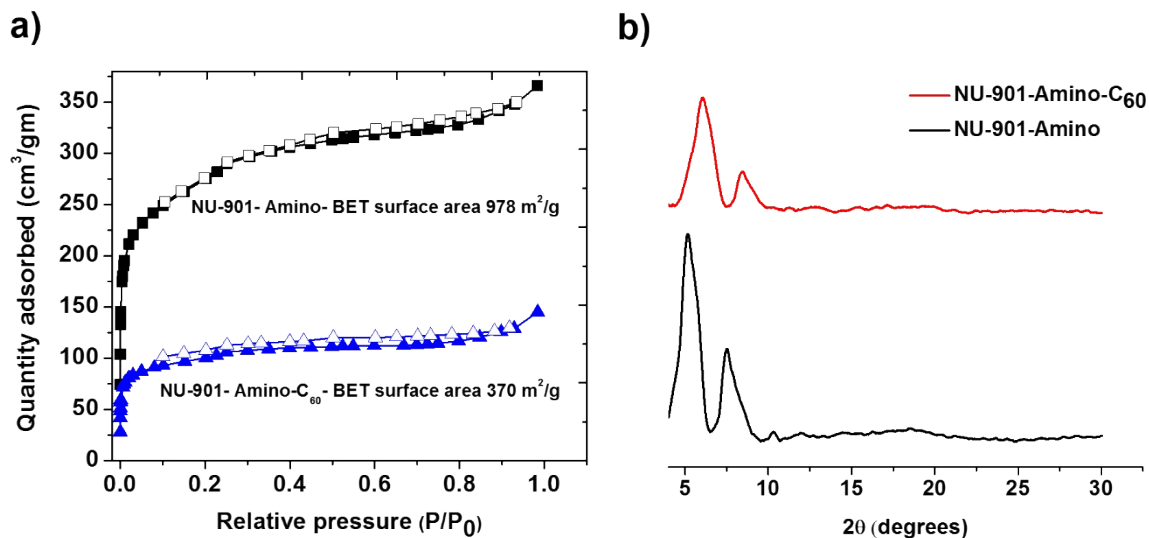 a)
Quantity adsorbed (cm³/gm)
350
300
250
200
150
100
50
0
NU-901- Amino- BET surface area 978 m²/g
NU-901- Amino-C₆₀- BET surface area 370 m²/g
0.0 0.2 0.4 0.6 0.8 1.0
Relative pressure (P/P₀)
b)
NU-901-Amino-C₆₀
NU-901-Amino
5 10 15 20 25 30
2θ (degrees)